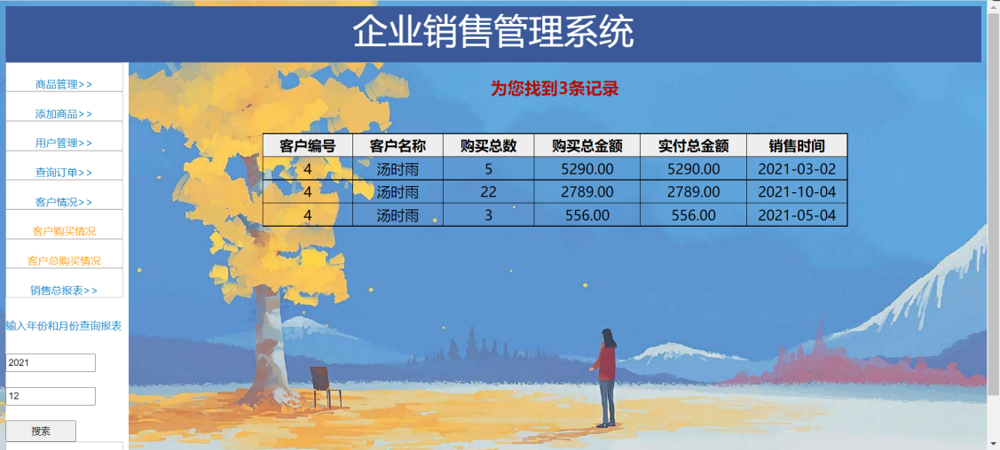 企业销售管理系统
商品管理>>
添加商品>>
用户管理>>
查询订单>>
客户情况>>
客户购买情况
客户总购买情况
销售总报表>>
输入年份和月份查询报表
2021
12
搜索
为您找到3条记录
客户编号 客户名称 购买总数 购买总金额 实付总金额 销售时间
4 汤时雨 5 5290.00 5290.00 2021-03-02
4 汤时雨 22 2789.00 2789.00 2021-10-04
4 汤时雨 3 556.00 556.00 2021-05-04